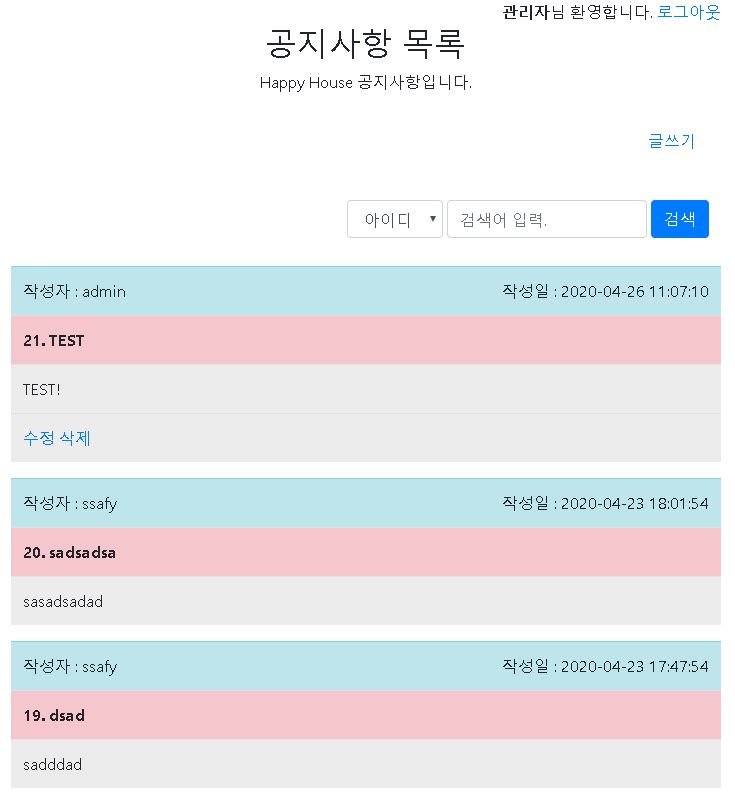 관리자님 환영합니다. 로그아웃
공지사항 목록
Happy House 공지사항입니다.
글쓰기
아이디 검색어 입력. 검색
작성자 : admin 작성일 : 2020-04-26 11:07:10
21. TEST
TEST!
수정 삭제
작성자 : ssafy 작성일 : 2020-04-23 18:01:54
20. sadsadsa
sasadsadad
작성자 : ssafy 작성일 : 2020-04-23 17:47:54
19. dsad
sadddad